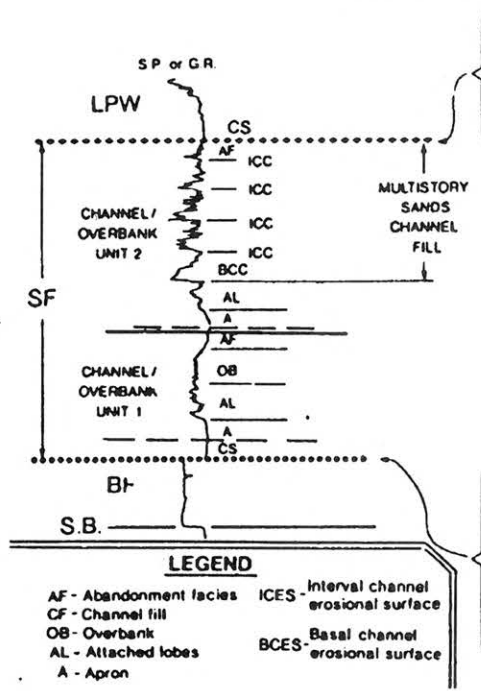 S.P. or G.R.
LPW
CS
AF
ICC
ICC
MULTISTORY
SANDS
CHANNEL
FILL
CHANNEL/
OVERBANK
UNIT 2
ICC
ICC
BCC
SF
AL
A
AF
CHANNEL/
OVERBANK
UNIT 1
OB
AL
A
CS
BF
S.B.
LEGEND
AF - Abandonment facies
CF - Channel fill
OB - Overbank
AL - Attached lobes
A - Apron
ICES - Interval channel
erosional surface
BCES - Basal channel
erosional surface